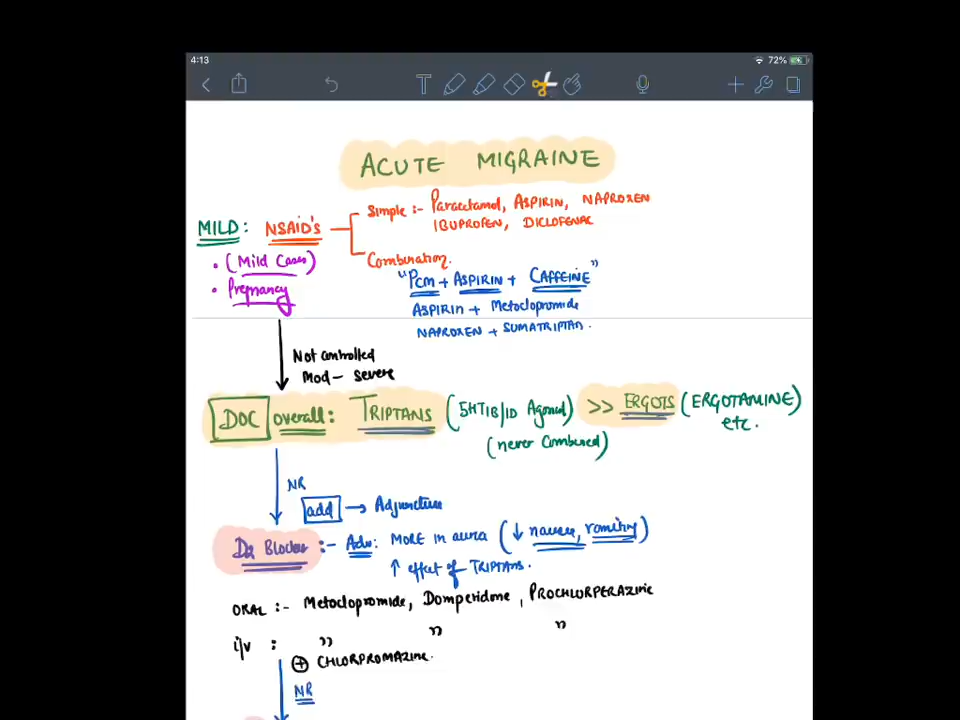 4:13
72%
ACUTE MIGRAINE
MILD: NSAID's
Simple :- Paracetamol, ASPIRIN, NAPROXEN
IBUPROFEN, DICLOFENAC
• (Mild Cases)
• Pregnancy
Combination.
"Pcm + ASPIRIN + CAFFEINE"
ASPIRIN + Metoclopromide
NAPROXEN + SUMATRIPTAN.
Not controlled
Mod - severe
DOC overall: TRIPTANS (5HT1B/1D Agonist) >> ERGOTS (ERGOTAMINE)
etc.
(never Combined)
NR
add → Adjunctive
D2 Blocker :- Adv: MORE in aura (↓ nausea, vomiting)
↑ effect of TRIPTANS.
ORAL :- Metoclopromide, Domperidone, PROCHLORPERAZINE
i/v : " " "
⊕ CHLORPROMAZINE.
NR